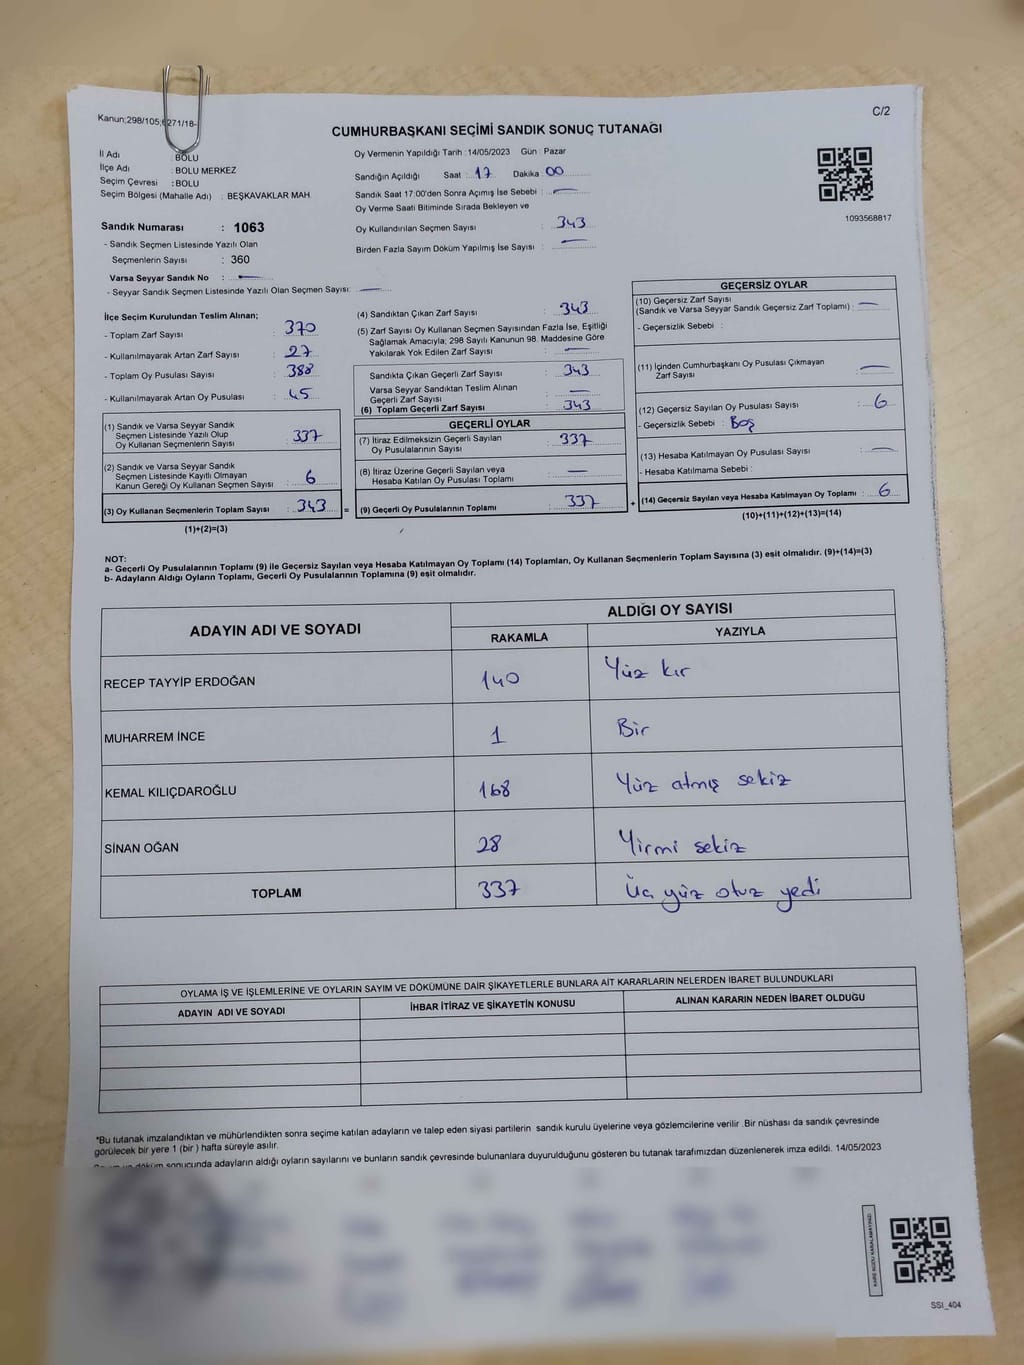 Kanun;298/105;6271/18-
C/2
CUMHURBAŞKANI SEÇİMİ SANDIK SONUÇ TUTANAĞI
İl Adı : BOLU
İlçe Adı : BOLU MERKEZ
Seçim Çevresi : BOLU
Seçim Bölgesi (Mahalle Adı) : BEŞKAVAKLAR MAH.
Oy Vermenin Yapıldığı Tarih : 14/05/2023 Gün : Pazar
Sandığın Açıldığı Saat : 17 Dakika : 00
Sandık Saat 17:00'den Sonra Açımış İse Sebebi : —
Oy Verme Saati Bitiminde Sırada Bekleyen ve
Oy Kullandırılan Seçmen Sayısı : 343
Birden Fazla Sayım Döküm Yapılmış İse Sayısı : —
1093568817
Sandık Numarası : 1063
- Sandık Seçmen Listesinde Yazılı Olan
Seçmenlerin Sayısı : 360
Varsa Seyyar Sandık No : —
- Seyyar Sandık Seçmen Listesinde Yazılı Olan Seçmen Sayısı: —
İlçe Seçim Kurulundan Teslim Alınan;
- Toplam Zarf Sayısı : 370
- Kullanılmayarak Artan Zarf Sayısı : 27
- Toplam Oy Pusulası Sayısı : 388
- Kullanılmayarak Artan Oy Pusulası : 45
(1) Sandık ve Varsa Seyyar Sandık
Seçmen Listesinde Yazılı Olup
Oy Kullanan Seçmenlerin Sayısı : 337
(2) Sandık ve Varsa Seyyar Sandık
Seçmen Listesinde Kayıtlı Olmayan
Kanun Gereği Oy Kullanan Seçmen Sayısı : 6
(3) Oy Kullanan Seçmenlerin Toplam Sayısı : 343 =
(1)+(2)=(3)
(4) Sandıktan Çıkan Zarf Sayısı : 343
(5) Zarf Sayısı Oy Kullanan Seçmen Sayısından Fazla İse, Eşitliği
Sağlamak Amacıyla; 298 Sayılı Kanunun 98. Maddesine Göre
Yakılarak Yok Edilen Zarf Sayısı : —
Sandıkta Çıkan Geçerli Zarf Sayısı : 343
Varsa Seyyar Sandıktan Teslim Alınan
Geçerli Zarf Sayısı : —
(6) Toplam Geçerli Zarf Sayısı : 343
GEÇERLİ OYLAR
(7) İtiraz Edilmeksizin Geçerli Sayılan
Oy Pusulalarının Sayısı : 337
(8) İtiraz Üzerine Geçerli Sayılan veya
Hesaba Katılan Oy Pusulası Toplamı : —
(9) Geçerli Oy Pusulalarının Toplamı : 337 +
GEÇERSİZ OYLAR
(10) Geçersiz Zarf Sayısı
(Sandık ve Varsa Seyyar Sandık Geçersiz Zarf Toplamı) : —
- Geçersizlik Sebebi :
(11) İçinden Cumhurbaşkanı Oy Pusulası Çıkmayan
Zarf Sayısı : —
(12) Geçersiz Sayılan Oy Pusulası Sayısı : 6
- Geçersizlik Sebebi : Boş
(13) Hesaba Katılmayan Oy Pusulası Sayısı : —
- Hesaba Katılmama Sebebi :
(14) Geçersiz Sayılan veya Hesaba Katılmayan Oy Toplamı : 6
(10)+(11)+(12)+(13)=(14)
NOT:
a- Geçerli Oy Pusulalarının Toplamı (9) ile Geçersiz Sayılan veya Hesaba Katılmayan Oy Toplamı (14) Toplamları, Oy Kullanan Seçmenlerin Toplam Sayısına (3) eşit olmalıdır. (9)+(14)=(3)
b- Adayların Aldığı Oyların Toplamı, Geçerli Oy Pusulalarının Toplamına (9) eşit olmalıdır.
ADAYIN ADI VE SOYADI
ALDIĞI OY SAYISI
RAKAMLA YAZIYLA
RECEP TAYYİP ERDOĞAN 140 Yüz kır
MUHARREM İNCE 1 Bir
KEMAL KILIÇDAROĞLU 168 Yüz atmış sekiz
SİNAN OĞAN 28 Yirmi sekiz
TOPLAM 337 Üç yüz otuz yedi
OYLAMA İŞ VE İŞLEMLERİNE VE OYLARIN SAYIM VE DÖKÜMÜNE DAİR ŞİKAYETLERLE BUNLARA AİT KARARLARIN NELERDEN İBARET BULUNDUKLARI
ADAYIN ADI VE SOYADI İHBAR İTİRAZ VE ŞİKAYETİN KONUSU ALINAN KARARIN NEDEN İBARET OLDUĞU
*Bu tutanak imzalandıktan ve mühürlendikten sonra seçime katılan adayların ve talep eden siyasi partilerin sandık kurulu üyelerine veya gözlemcilerine verilir .Bir nüshası da sandık çevresinde
görülecek bir yere 1 (bir ) hafta süreyle asılır.
döküm sonucunda adayların aldığı oyların sayılarını ve bunların sandık çevresinde bulunanlara duyurulduğunu gösteren bu tutanak tarafımızdan düzenlenerek imza edildi. 14/05/2023
KARE KODU KARALAMAYINIZ!
SSI_404